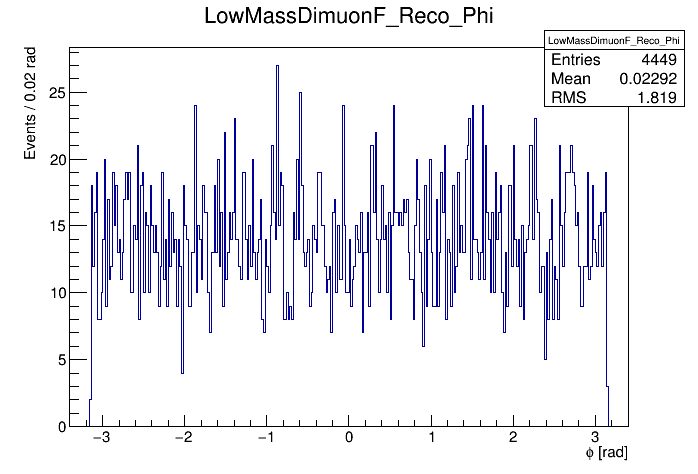 LowMassDimuonF_Reco_Phi
LowMassDimuonF_Reco_Phi
Entries 4449
Mean 0.02292
RMS 1.819
Events / 0.02 rad
25
20
15
10
5
0
−3 −2 −1 0 1 2 3
ϕ [rad]